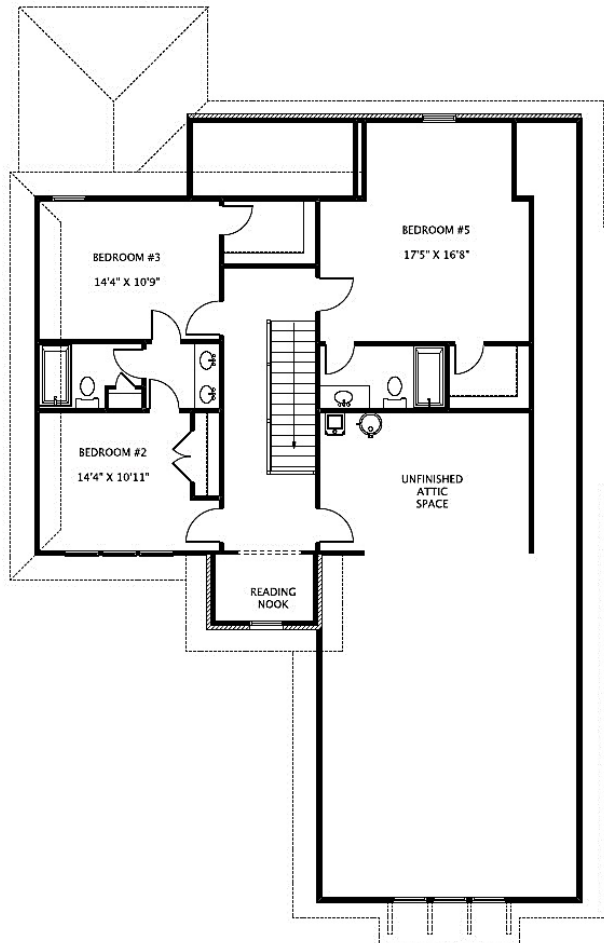 BEDROOM #3
14'4" X 10'9"
BEDROOM #5
17'5" X 16'8"
BEDROOM #2
14'4" X 10'11"
UNFINISHED
ATTIC
SPACE
READING
NOOK